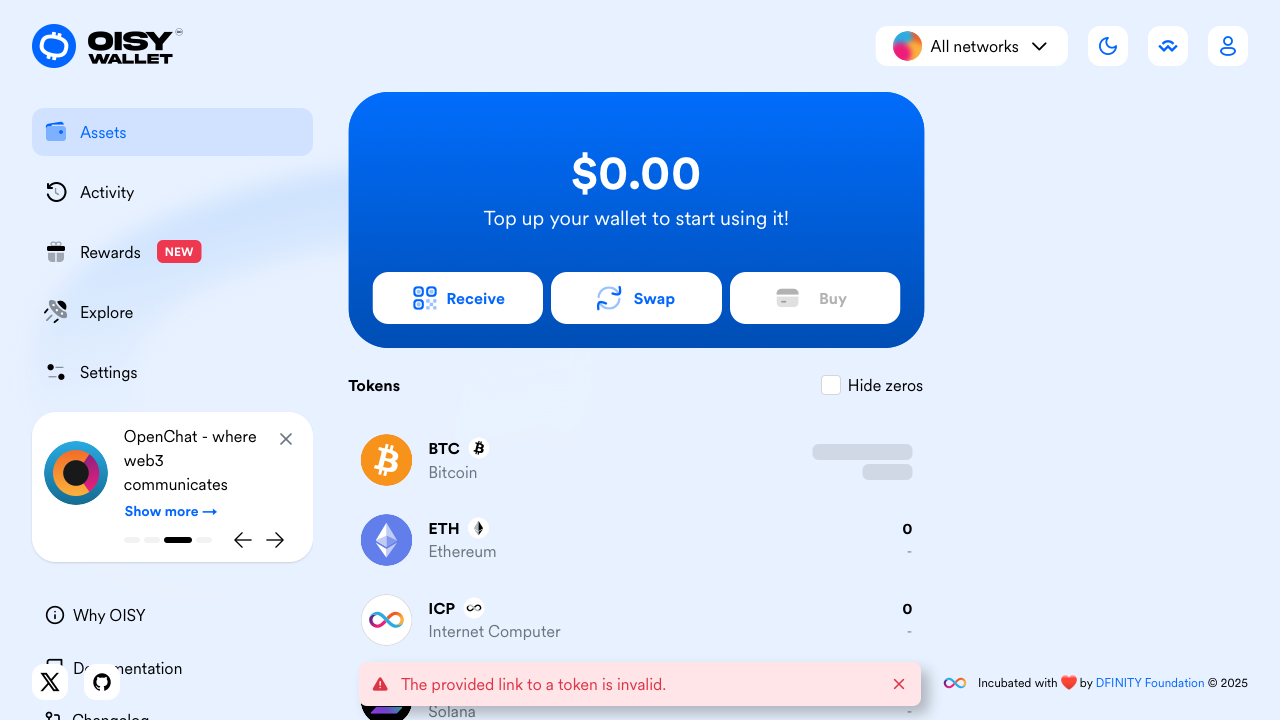 OISY
WALLET
All networks
Assets
Activity
Rewards NEW
Explore
Settings
OpenChat - where
web3
communicates
Show more →
Why OISY
Documentation
Changelog
$0.00
Top up your wallet to start using it!
Receive
Swap
Buy
Tokens
Hide zeros
BTC
Bitcoin
ETH
Ethereum
0
-
ICP
Internet Computer
0
-
Solana
-
The provided link to a token is invalid.
Incubated with ❤️ by DFINITY Foundation © 2025